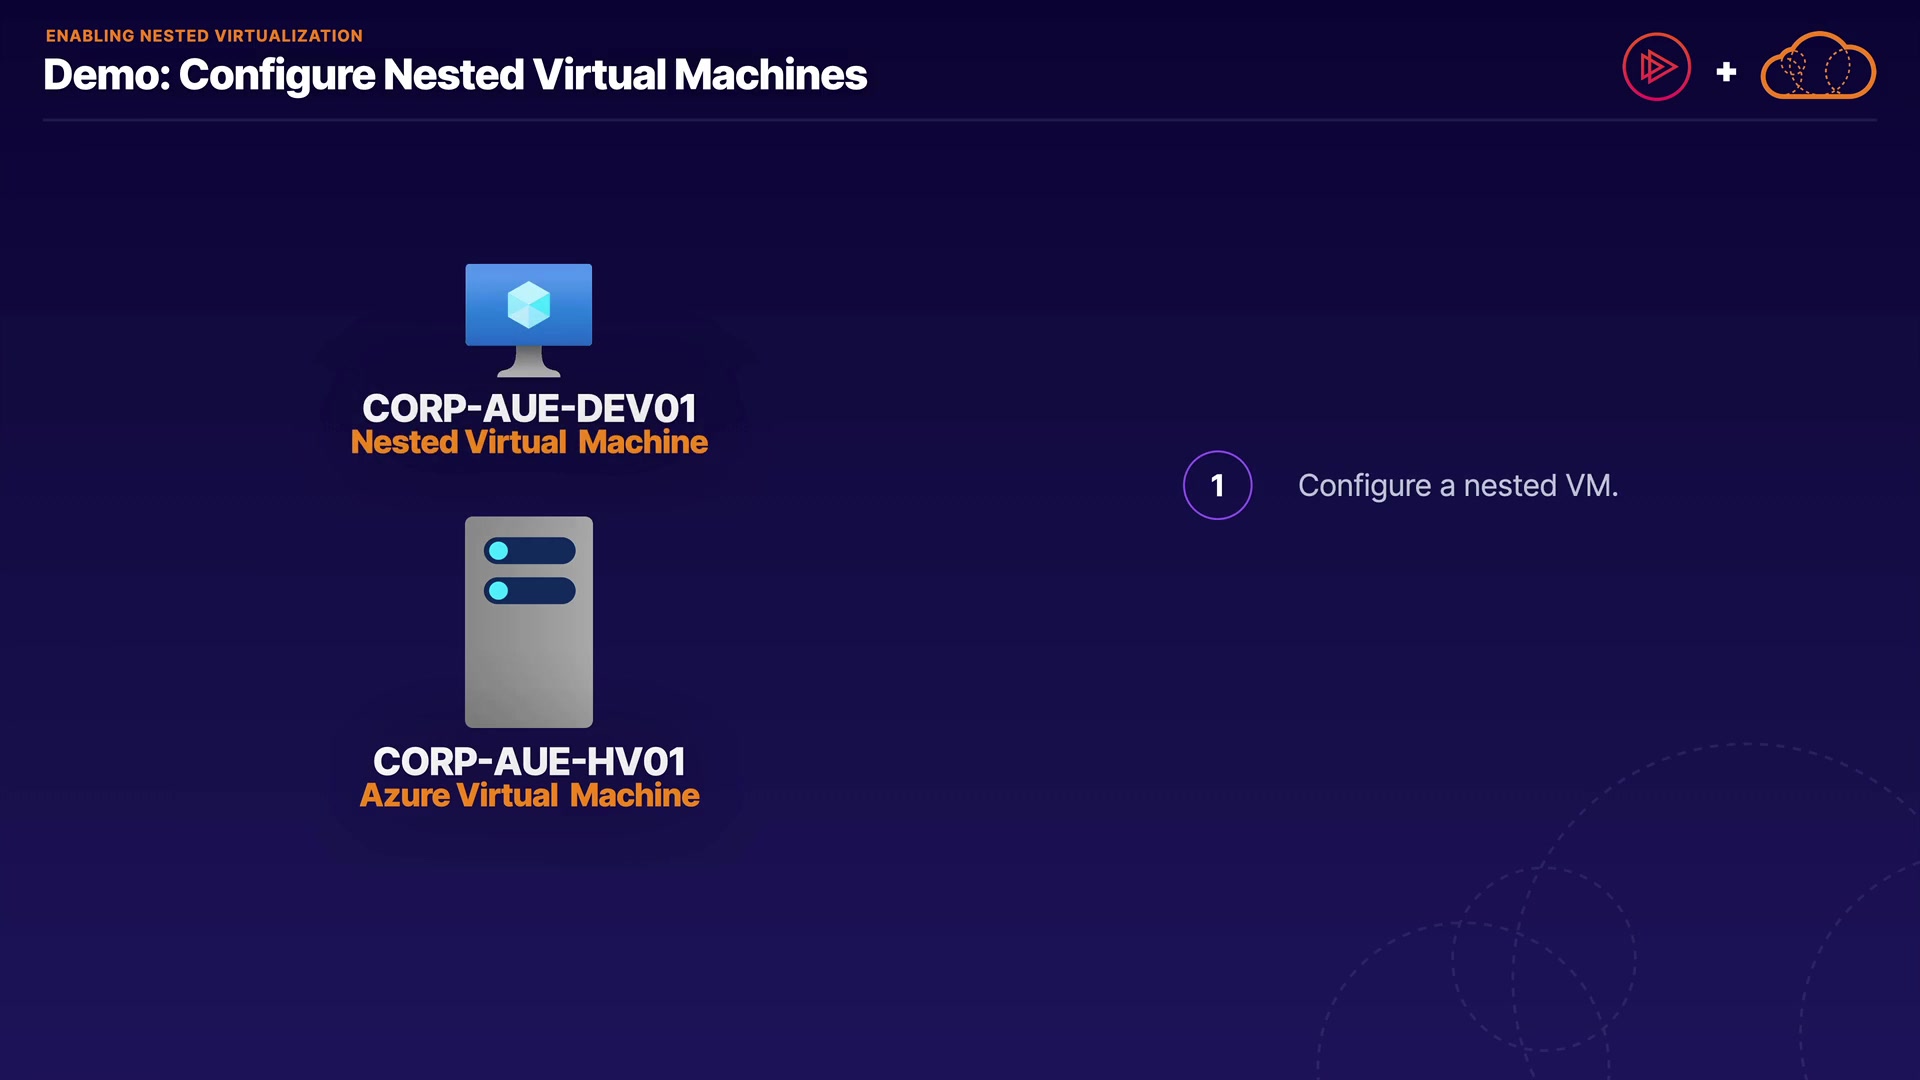 ENABLING NESTED VIRTUALIZATION
Demo: Configure Nested Virtual Machines
+
CORP-AUE-DEV01
Nested Virtual Machine
1 Configure a nested VM.
CORP-AUE-HV01
Azure Virtual Machine